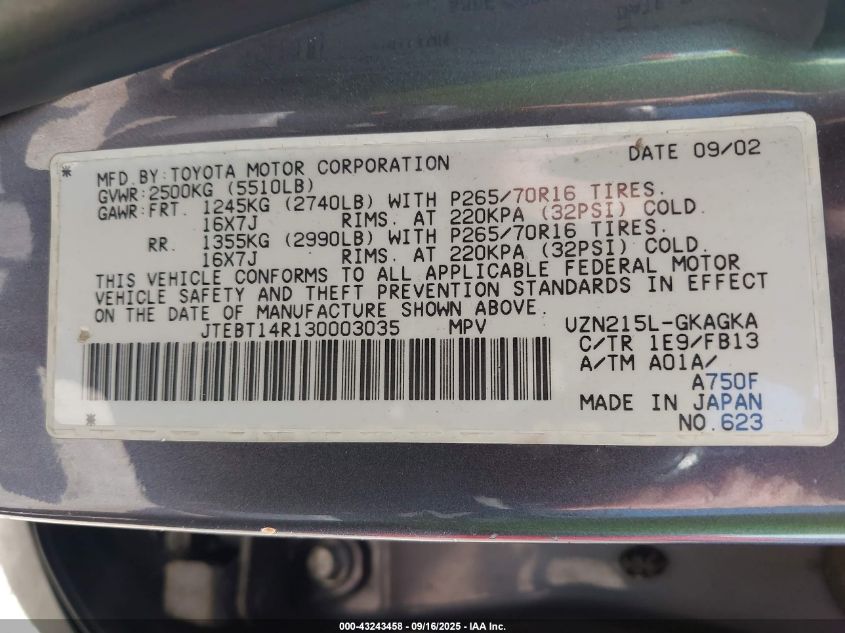 DATE 09/02
MFD.BY:TOYOTA MOTOR CORPORATION
GVWR:2500KG (5510LB)
GAWR:FRT. 1245KG (2740LB) WITH P265/70R16 TIRES.
16X7J RIMS. AT 220KPA (32PSI) COLD.
RR. 1355KG (2990LB) WITH P265/70R16 TIRES.
16X7J RIMS. AT 220KPA (32PSI) COLD.
THIS VEHICLE CONFORMS TO ALL APPLICABLE FEDERAL MOTOR
VEHICLE SAFETY AND THEFT PREVENTION STANDARDS IN EFFECT
ON THE DATE OF MANUFACTURE SHOWN ABOVE.
JTEBT14R130003035 MPV UZN215L-GKAGKA
C/TR 1E9/FB13
A/TM A01A/
A750F
MADE IN JAPAN
NO.623
000-43243458 - 09/16/2025 - IAA Inc.